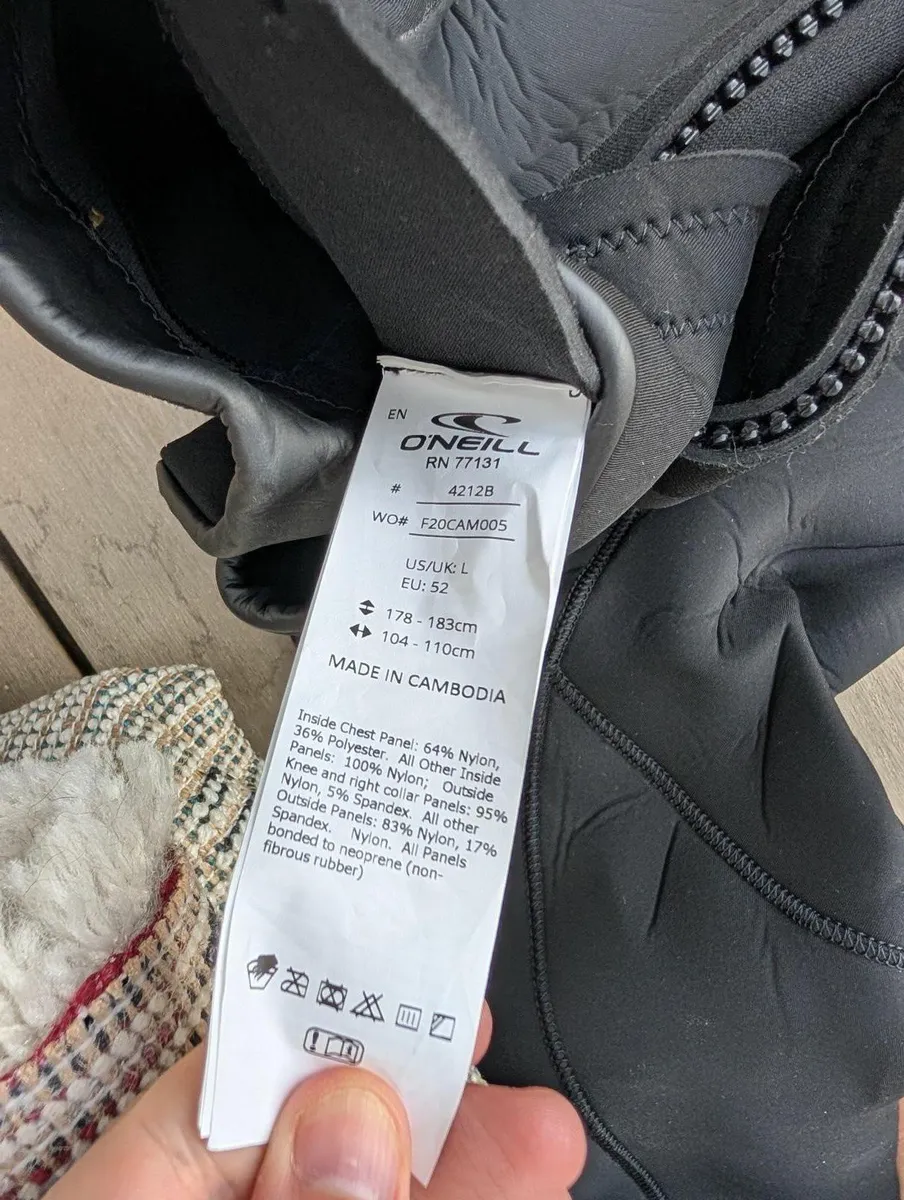 EN
O'NEILL
RN 77131
# 4212B
WO# F20CAM005
US/UK: L
EU: 52
178 - 183cm
104 - 110cm
MADE IN CAMBODIA
Inside Chest Panel: 64% Nylon,
36% Polyester. All Other Inside
Panels: 100% Nylon; Outside
Knee and right collar Panels: 95%
Nylon, 5% Spandex. All other
Outside Panels: 83% Nylon, 17%
Spandex. Nylon. All Panels
bonded to neoprene (non-
fibrous rubber)